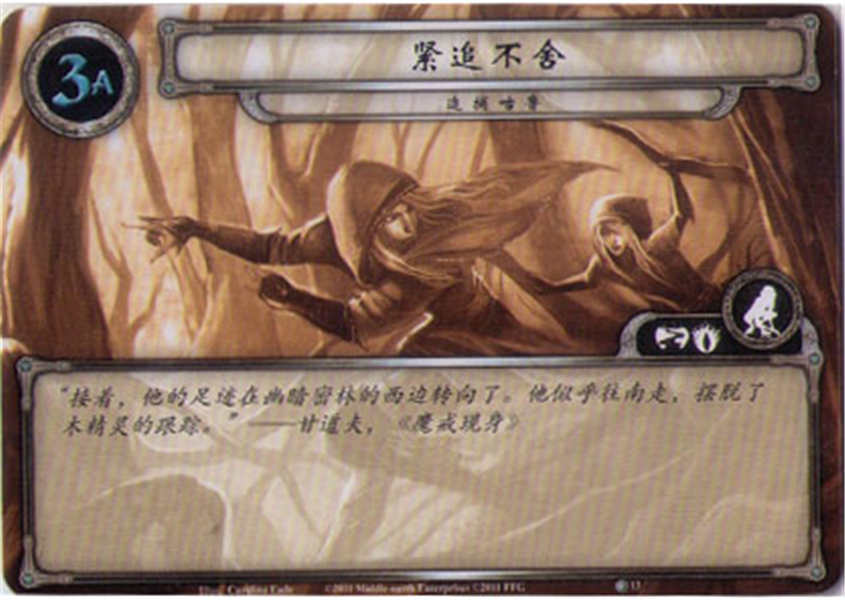 3A
紧追不舍
追捕咕鲁
“接着，他的足迹在幽暗密林的西边转向了。他似乎往南走，摆脱了
木精灵的跟踪。” ——甘道夫，《魔戒现身》
©2011 Middle-earth Enterprises ©2011 FFG
13